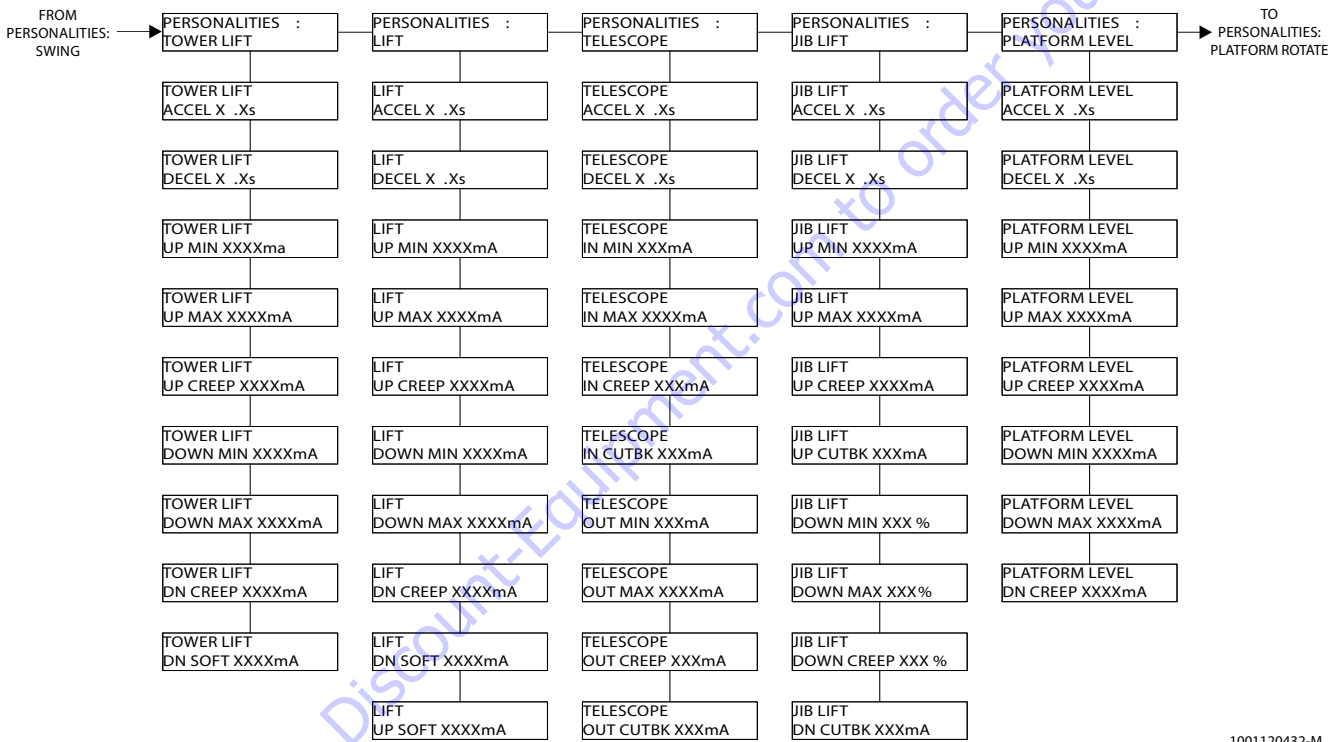 FROM
PERSONALITIES:
SWING
PERSONALITIES :
TOWER LIFT
TOWER LIFT
ACCEL X .Xs
TOWER LIFT
DECEL X .Xs
TOWER LIFT
UP MIN XXXXma
TOWER LIFT
UP MAX XXXXmA
TOWER LIFT
UP CREEP XXXXmA
TOWER LIFT
DOWN MIN XXXXmA
TOWER LIFT
DOWN MAX XXXXmA
TOWER LIFT
DN CREEP XXXXmA
TOWER LIFT
DN SOFT XXXXmA
PERSONALITIES :
LIFT
LIFT
ACCEL X .Xs
LIFT
DECEL X .Xs
LIFT
UP MIN XXXXmA
LIFT
UP MAX XXXXmA
LIFT
UP CREEP XXXXmA
LIFT
DOWN MIN XXXXmA
LIFT
DOWN MAX XXXXmA
LIFT
DN CREEP XXXXmA
LIFT
DN SOFT XXXXmA
LIFT
UP SOFT XXXXmA
PERSONALITIES :
TELESCOPE
TELESCOPE
ACCEL X .Xs
TELESCOPE
DECEL X .Xs
TELESCOPE
IN MIN XXXmA
TELESCOPE
IN MAX XXXXmA
TELESCOPE
IN CREEP XXXmA
TELESCOPE
IN CUTBK XXXmA
TELESCOPE
OUT MIN XXXmA
TELESCOPE
OUT MAX XXXXmA
TELESCOPE
OUT CREEP XXXmA
TELESCOPE
OUT CUTBK XXXmA
PERSONALITIES :
JIB LIFT
JIB LIFT
ACCEL X .Xs
JIB LIFT
DECEL X .Xs
JIB LIFT
UP MIN XXXXmA
JIB LIFT
UP MAX XXXXmA
JIB LIFT
UP CREEP XXXXmA
JIB LIFT
UP CUTBK XXXmA
JIB LIFT
DOWN MIN XXX %
JIB LIFT
DOWN MAX XXX%
JIB LIFT
DOWN CREEP XXX %
JIB LIFT
DN CUTBK XXXmA
PERSONALITIES :
PLATFORM LEVEL
PLATFORM LEVEL
ACCEL X .Xs
PLATFORM LEVEL
DECEL X .Xs
PLATFORM LEVEL
UP MIN XXXXmA
PLATFORM LEVEL
UP MAX XXXXmA
PLATFORM LEVEL
UP CREEP XXXXmA
PLATFORM LEVEL
DOWN MIN XXXXmA
PLATFORM LEVEL
DOWN MAX XXXXmA
PLATFORM LEVEL
DN CREEP XXXXmA
TO
PERSONALITIES:
PLATFORM ROTATE
Discount-Equipment.com to order you